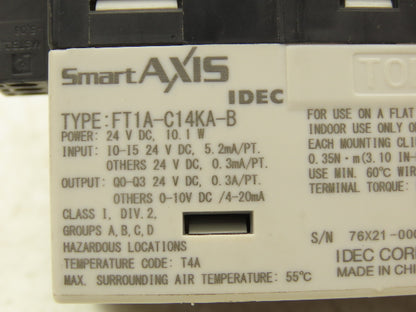 SmartAXIS
IDEC
TYPE:FT1A-C14KA-B
POWER: 24 V DC, 10.1 W
INPUT: I0-I5 24 V DC, 5.2mA/PT.
OTHERS 24 V DC, 0.3mA/PT.
OUTPUT: Q0-Q3 24 V DC, 0.3A/PT.
OTHERS 0-10V DC /4-20mA
CLASS I, DIV. 2,
GROUPS A, B, C, D
HAZARDOUS LOCATIONS
TEMPERATURE CODE: T4A
MAX. SURROUNDING AIR TEMPERATURE: 55°C
TO
FOR USE ON A FLAT
INDOOR USE ONLY
EACH MOUNTING CLI
0.35N・m(3.10 IN-
USE MIN. 60°C WIR
TERMINAL TORQUE:
S/N 76X21-000
IDEC COR
MADE IN CHI